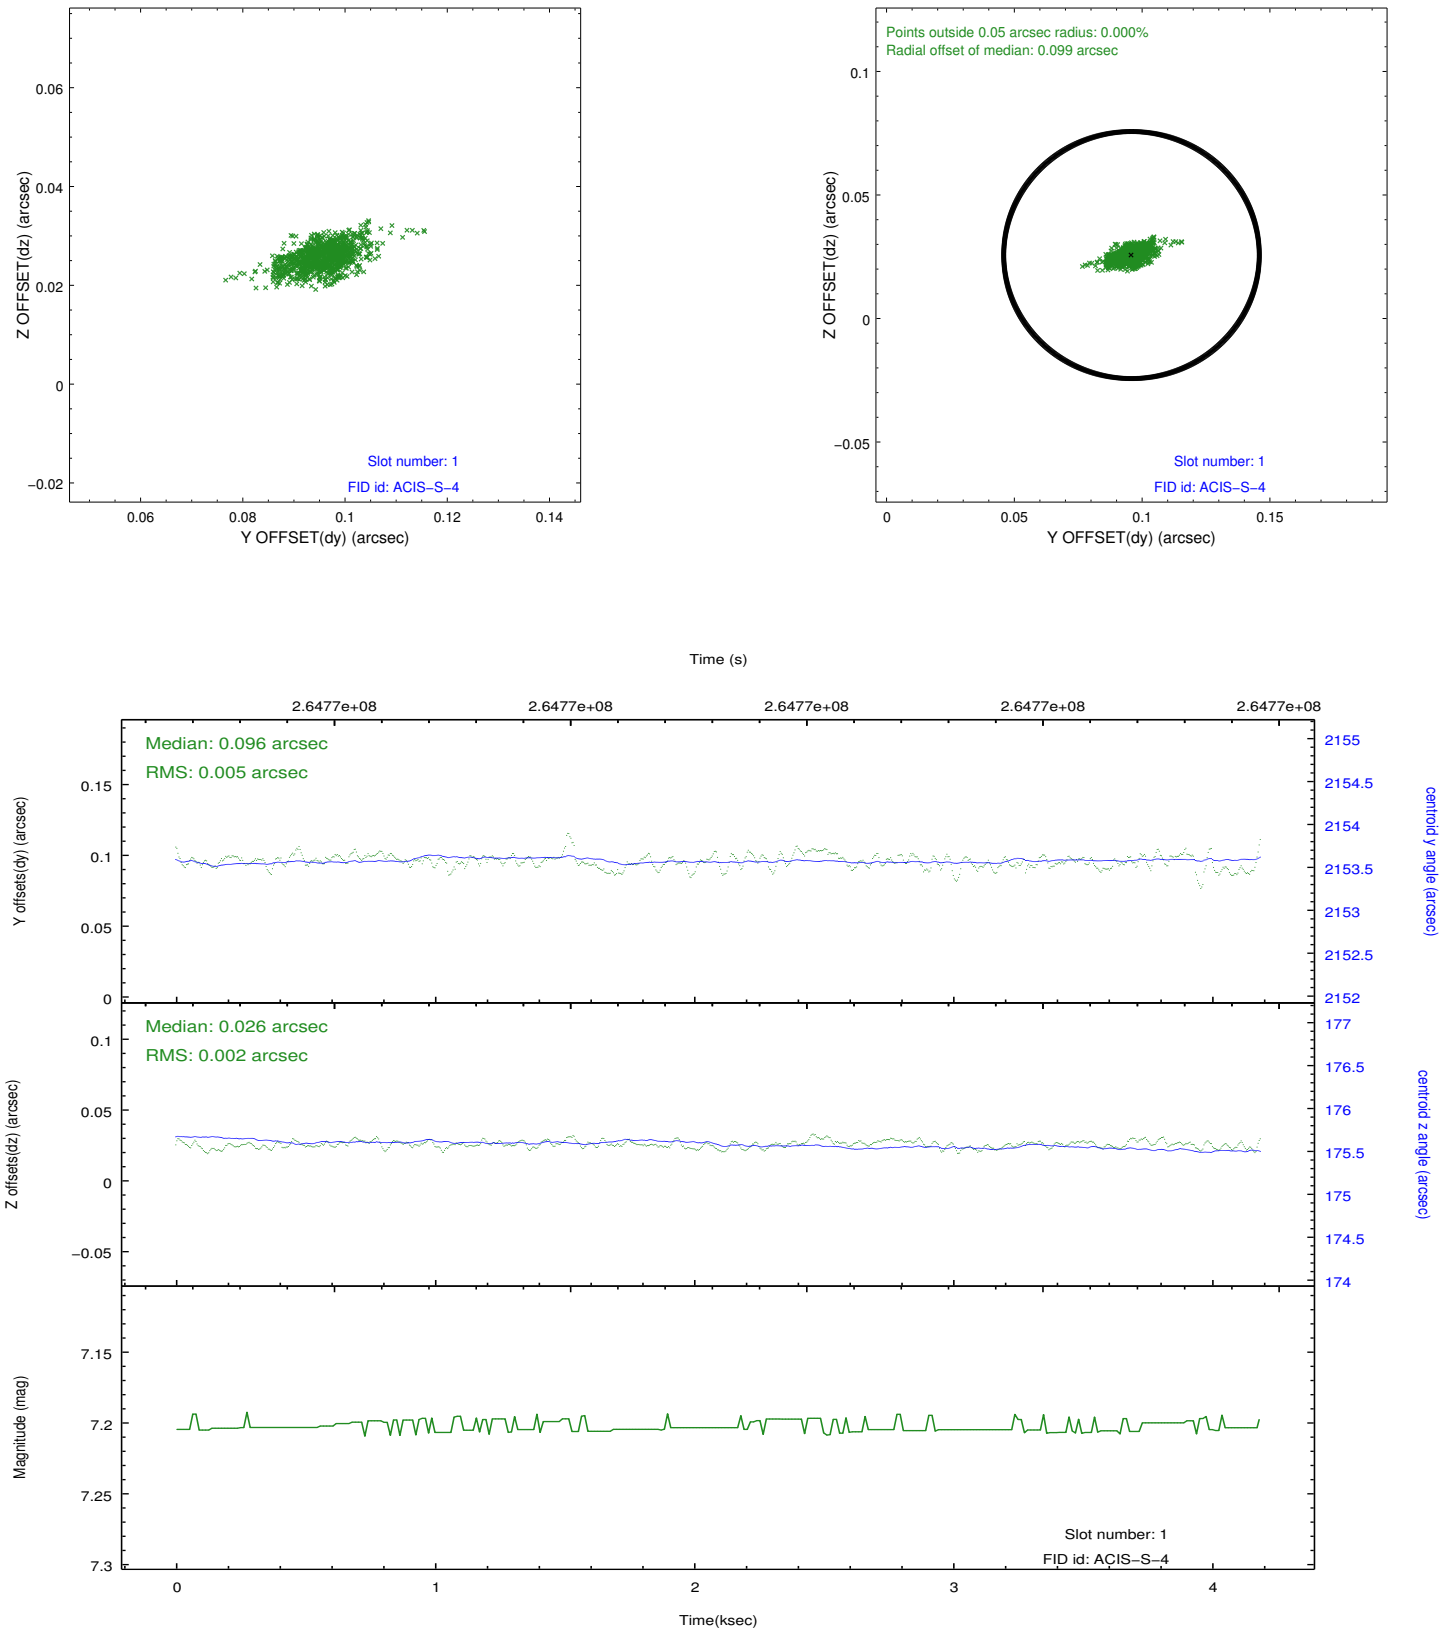 0.06
0.04
0.02
0
−0.02
Z OFFSET(dz) (arcsec)
Slot number: 1
FID id: ACIS−S−4
0.06 0.08 0.1 0.12 0.14
Y OFFSET(dy) (arcsec)
Points outside 0.05 arcsec radius: 0.000%
Radial offset of median: 0.099 arcsec
0.1
0.05
0
−0.05
Z OFFSET(dz) (arcsec)
Slot number: 1
FID id: ACIS−S−4
0 0.05 0.1 0.15
Y OFFSET(dy) (arcsec)
Time (s)
2.6477e+08 2.6477e+08 2.6477e+08 2.6477e+08 2.6477e+08
Median: 0.096 arcsec
RMS: 0.005 arcsec
0.15
0.1
0.05
0
Y offsets(dy) (arcsec)
2155
2154.5
2154
2153.5
2153
2152.5
2152
centroid y angle (arcsec)
Median: 0.026 arcsec
RMS: 0.002 arcsec
0.1
0.05
0
−0.05
Z offsets(dz) (arcsec)
177
176.5
176
175.5
175
174.5
174
centroid z angle (arcsec)
7.15
7.2
7.25
7.3
Magnitude (mag)
Slot number: 1
FID id: ACIS−S−4
0 1 2 3 4
Time(ksec)